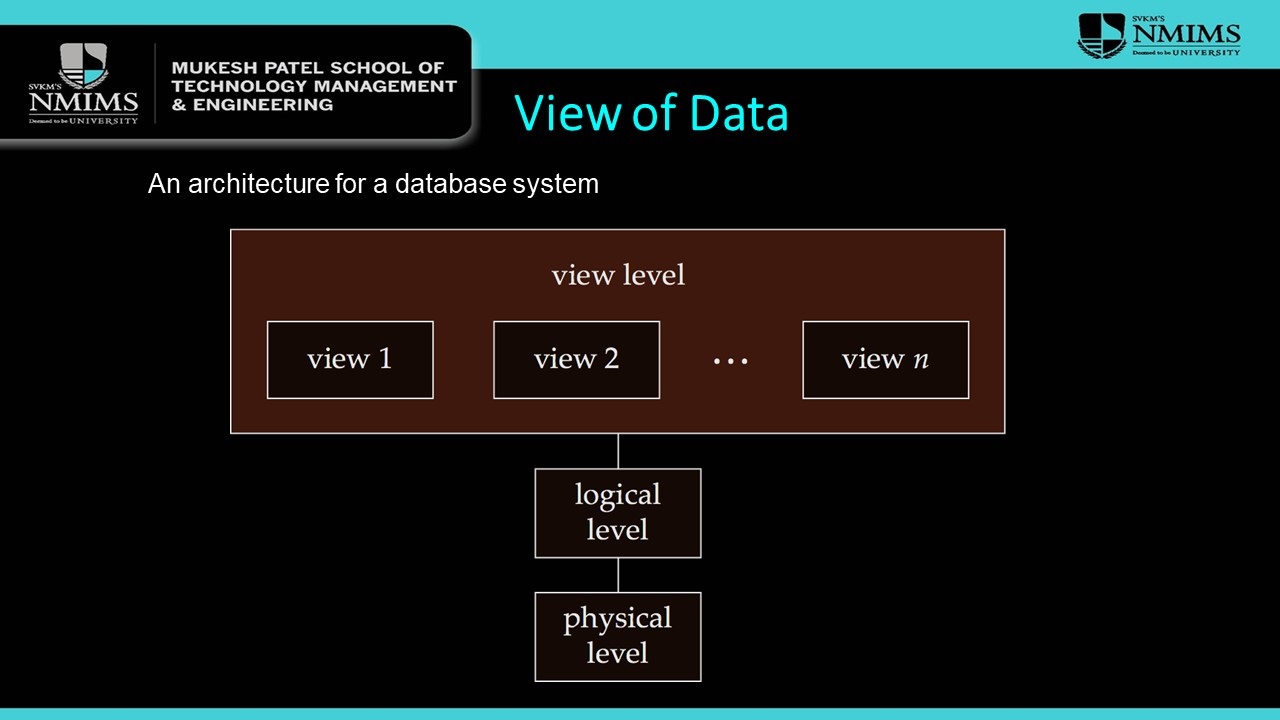 SVKM'S
NMIMS
Deemed to be UNIVERSITY
MUKESH PATEL SCHOOL OF
TECHNOLOGY MANAGEMENT
& ENGINEERING
SVKM'S
NMIMS
Deemed to be UNIVERSITY
View of Data
An architecture for a database system
view level
view 1 view 2 ... view n
logical
level
physical
level